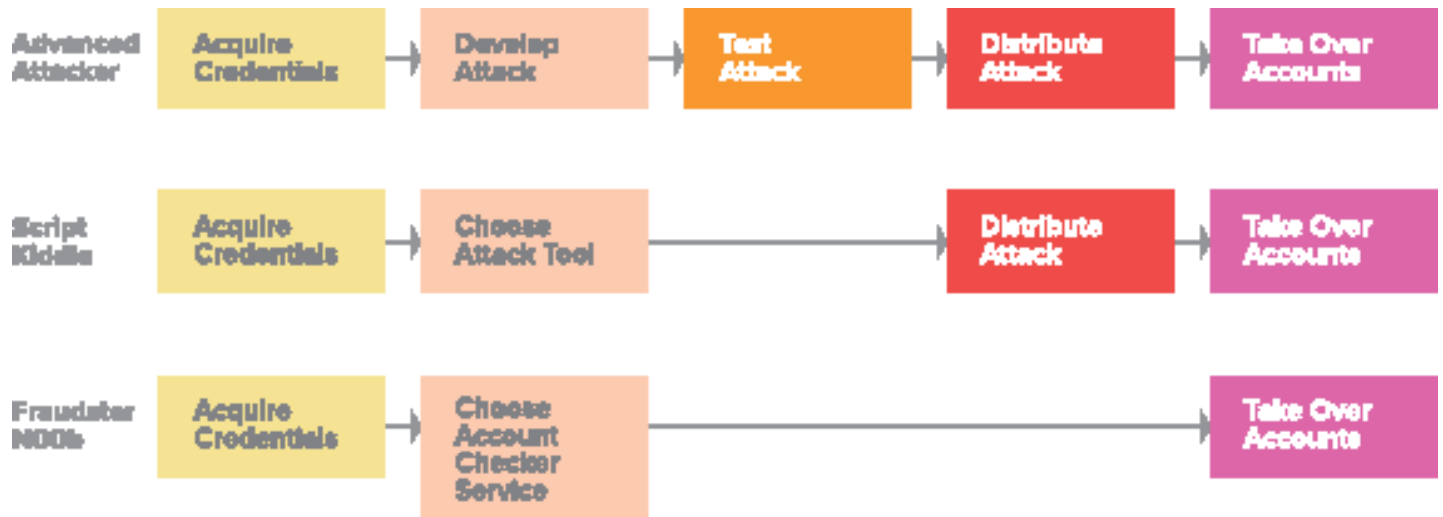 Advanced
Attacker
Acquire
Credentials
Develop
Attack
Test
Attack
Distribute
Attack
Take Over
Accounts
Script
Kiddie
Acquire
Credentials
Choose
Attack Tool
Distribute
Attack
Take Over
Accounts
Fraudster
N00b
Acquire
Credentials
Choose
Account
Checker
Service
Take Over
Accounts